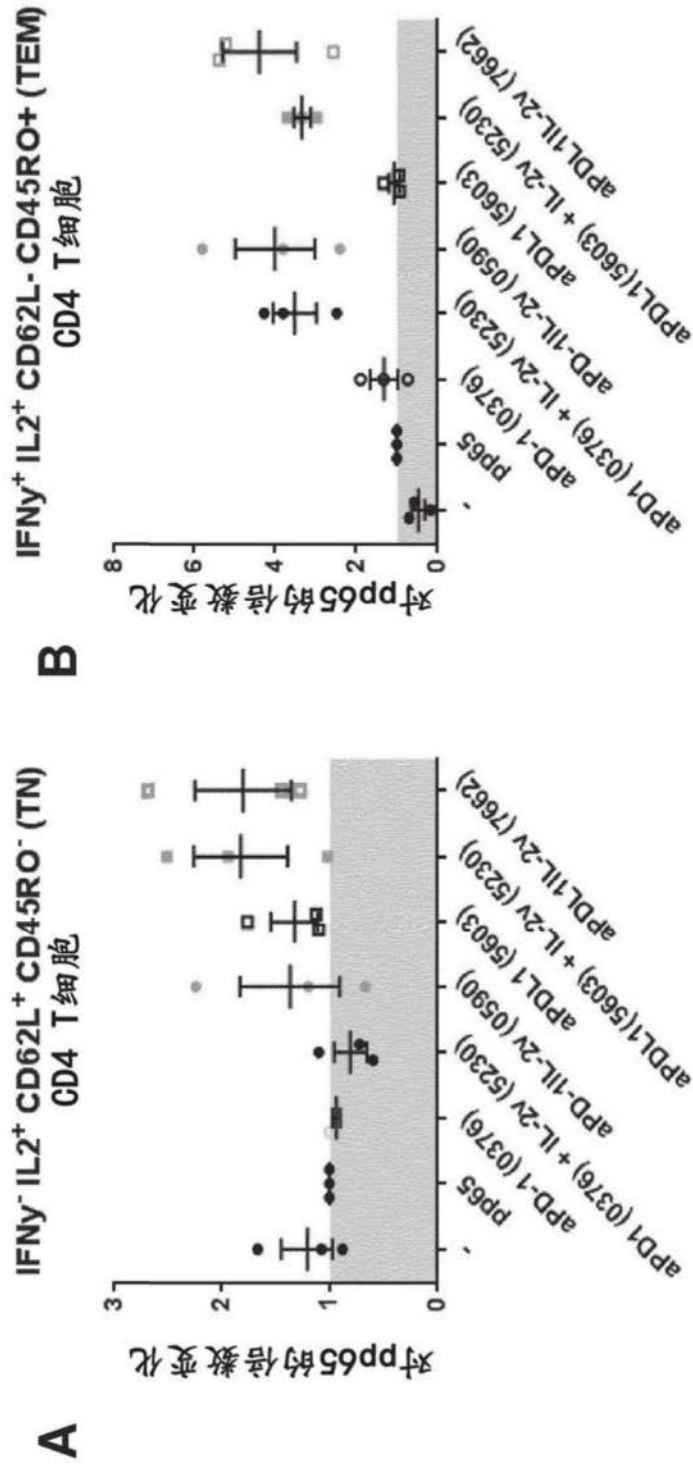 A
IFNy⁻ IL2⁺ CD62L⁺ CD45RO⁻ (TN)
CD4 T细胞
对pp65的倍数变化
3
2
1
0
-
pp65
aPD-1 (0376)
aPD1 (0376) + IL-2v (5230)
aPD-1IL-2v (0590)
aPDL1 (5603)
aPDL1(5603) + IL-2v (5230)
aPDL1IL-2v (7662)
B
IFNy⁺ IL2⁺ CD62L- CD45RO+ (TEM)
CD4 T细胞
对pp65的倍数变化
8
6
4
2
0
-
pp65
aPD-1 (0376)
aPD1 (0376) + IL-2v (5230)
aPD-1IL-2v (0590)
aPDL1 (5603)
aPDL1(5603) + IL-2v (5230)
aPDL1IL-2v (7662)